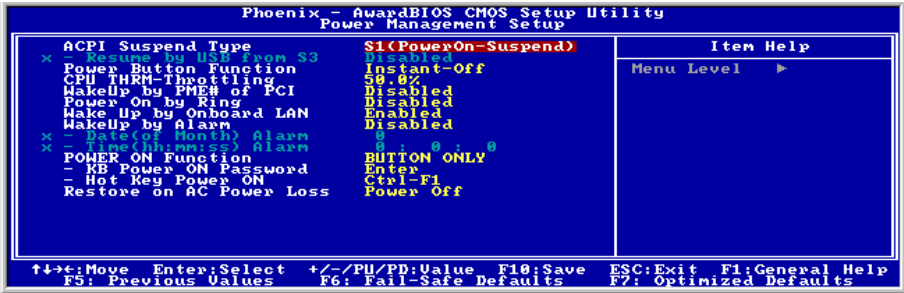 Phoenix - AwardBIOS CMOS Setup Utility
Power Management Setup
ACPI Suspend Type S1(PowerOn-Suspend)
x - Resume by USB from S3 Disabled
Power Button Function Instant-Off
CPU THRM-Throttling 50.0%
WakeUp by PME# of PCI Disabled
Power On by Ring Disabled
Wake Up by Onboard LAN Enabled
WakeUp by Alarm Disabled
x - Date(of Month) Alarm 0
x - Time(hh:mm:ss) Alarm 0 : 0 : 0
POWER ON Function BUTTON ONLY
- KB Power ON Password Enter
- Hot Key Power ON Ctrl-F1
Restore on AC Power Loss Power Off
Item Help
Menu Level ►
↑↓→←:Move Enter:Select +/-/PU/PD:Value F10:Save ESC:Exit F1:General Help
F5: Previous Values F6: Fail-Safe Defaults F7: Optimized Defaults